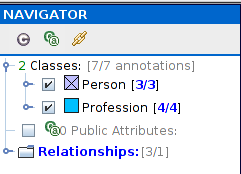 NAVIGATOR
2 Classes: [7/7 annotations]
Person [3/3]
Profession [4/4]
0 Public Attributes:
Relationships:[3/1]